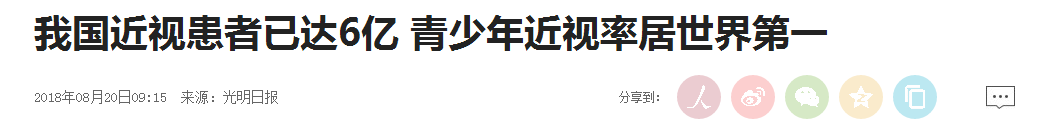 我国近视患者已达6亿 青少年近视率居世界第一
2018年08月20日09:15 来源：光明日报 分享到：